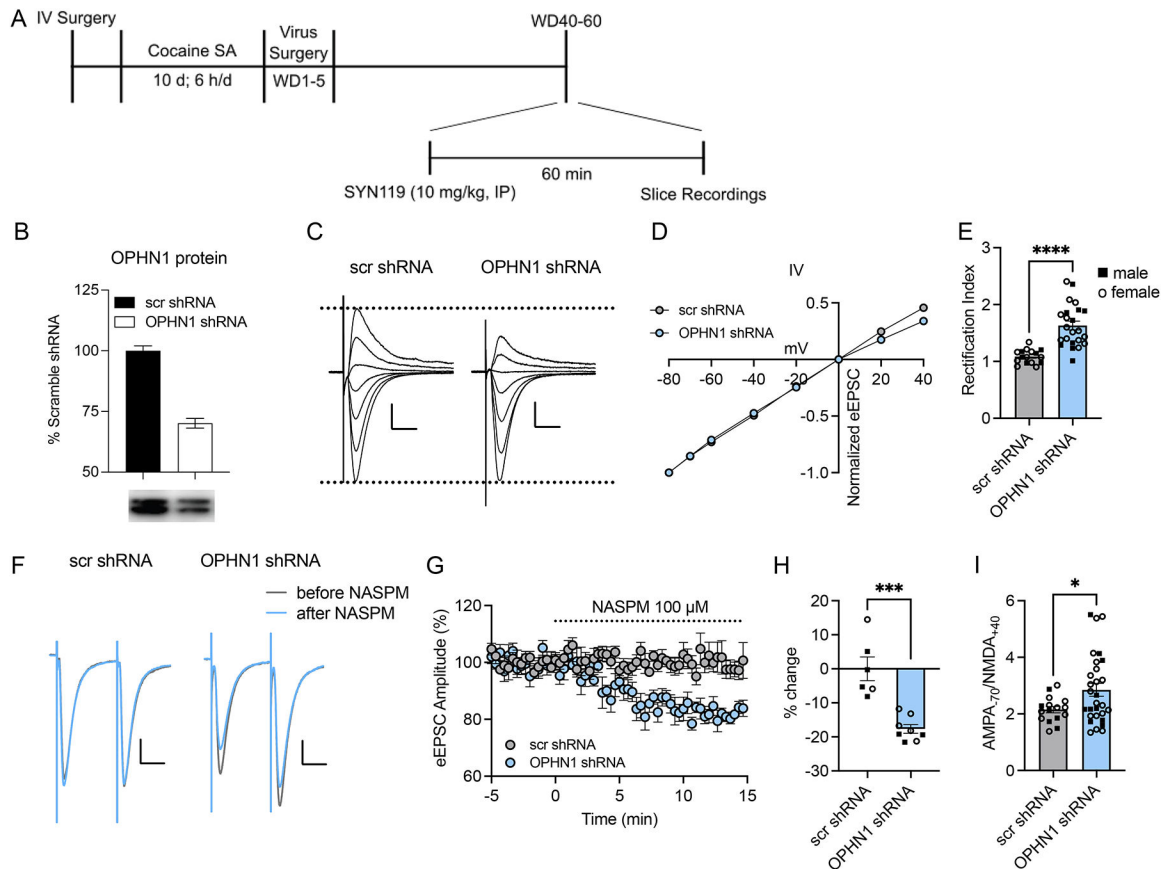 A
IV Surgery
Cocaine SA
10 d; 6 h/d
Virus
Surgery
WD1-5
WD40-60
60 min
SYN119 (10 mg/kg, IP)
Slice Recordings
B
OPHN1 protein
125
100
75
50
% Scramble shRNA
scr shRNA
OPHN1 shRNA
C
scr shRNA
OPHN1 shRNA
D
IV
scr shRNA
OPHN1 shRNA
mV
-80
-60
-40
-20
20
40
0.5
-0.5
-1.0
Normalized eEPSC
E
3
2
1
0
Rectification Index
****
male
female
scr shRNA
OPHN1 shRNA
F
scr shRNA
OPHN1 shRNA
before NASPM
after NASPM
G
120
100
80
60
eEPSC Amplitude (%)
NASPM 100 µM
scr shRNA
OPHN1 shRNA
-5
0
5
10
15
Time (min)
H
20
10
0
-10
-20
-30
% change
***
scr shRNA
OPHN1 shRNA
I
6
4
2
0
AMPA-70/NMDA+40
*
scr shRNA
OPHN1 shRNA